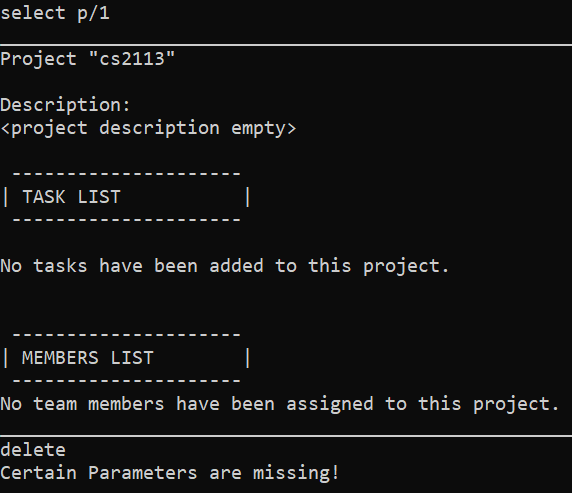 select p/1
Project "cs2113"
Description:
<project description empty>
---------------------
| TASK LIST           |
---------------------
No tasks have been added to this project.
---------------------
| MEMBERS LIST        |
---------------------
No team members have been assigned to this project.
delete
Certain Parameters are missing!